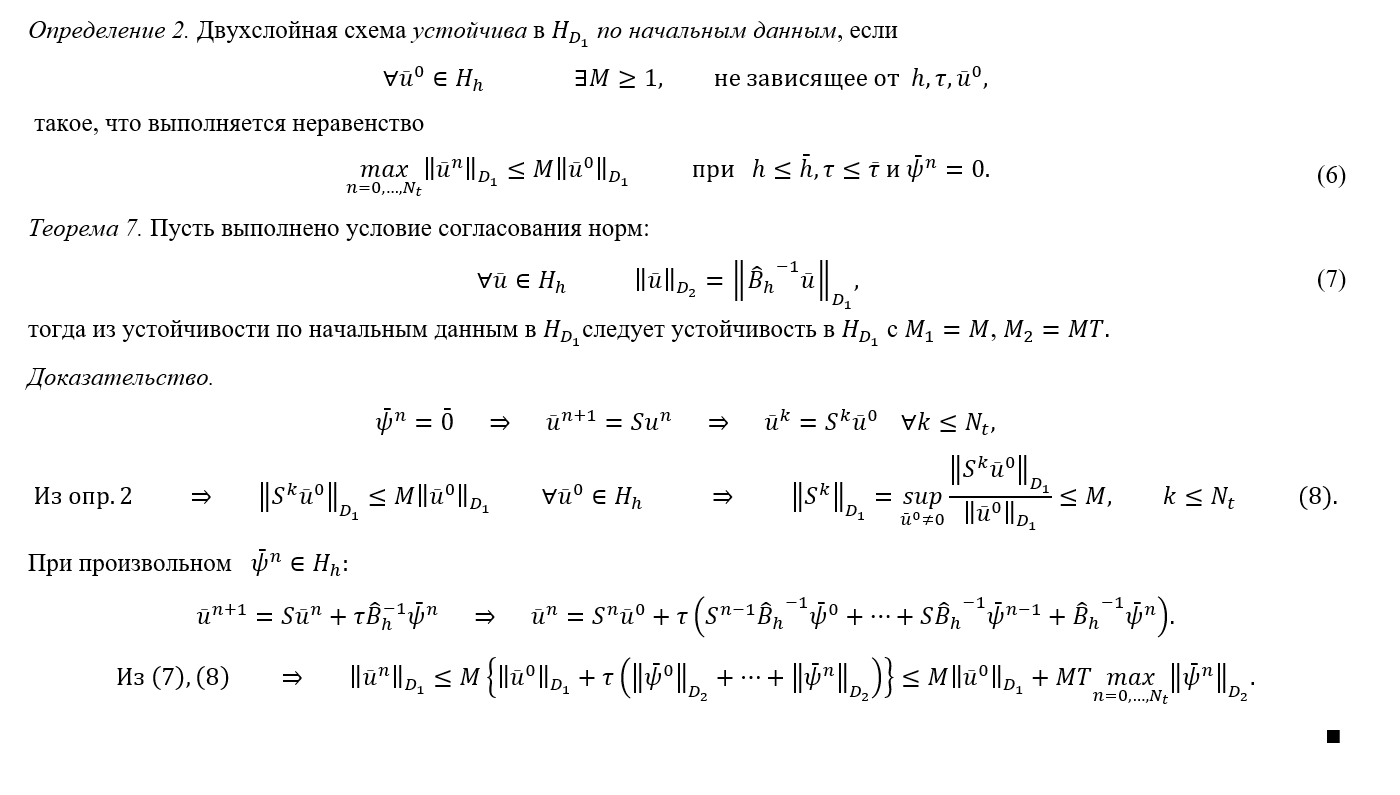 Определение 2. Двухслойная схема устойчива в H_{D_1} по начальным данным, если
∀ū⁰ ∈ H_h ∃M ≥ 1, не зависящее от h, τ, ū⁰,
такое, что выполняется неравенство
max_{n=0,…,N_t} ‖ūⁿ‖_{D_1} ≤ M‖ū⁰‖_{D_1} при h ≤ h̄, τ ≤ τ̄ и ψ̄ⁿ = 0. (6)
Теорема 7. Пусть выполнено условие согласования норм:
∀ū ∈ H_h ‖ū‖_{D_2} = ‖B̂_h⁻¹ū‖_{D_1}, (7)
тогда из устойчивости по начальным данным в H_{D_1} следует устойчивость в H_{D_1} с M_1 = M, M_2 = MT.
Доказательство.
ψ̄ⁿ = 0̄ ⇒ ūⁿ⁺¹ = Suⁿ ⇒ ūᵏ = Sᵏū⁰ ∀k ≤ N_t,
Из опр. 2 ⇒ ‖Sᵏū⁰‖_{D_1} ≤ M‖ū⁰‖_{D_1} ∀ū⁰ ∈ H_h ⇒ ‖Sᵏ‖_{D_1} = sup_{ū⁰≠0} ‖Sᵏū⁰‖_{D_1} / ‖ū⁰‖_{D_1} ≤ M, k ≤ N_t (8).
При произвольном ψ̄ⁿ ∈ H_h:
ūⁿ⁺¹ = Sūⁿ + τB̂_h⁻¹ψ̄ⁿ ⇒ ūⁿ = Sⁿū⁰ + τ(Sⁿ⁻¹B̂_h⁻¹ψ̄⁰ + ⋯ + SB̂_h⁻¹ψ̄ⁿ⁻¹ + B̂_h⁻¹ψ̄ⁿ).
Из (7), (8) ⇒ ‖ūⁿ‖_{D_1} ≤ M{‖ū⁰‖_{D_1} + τ(‖ψ̄⁰‖_{D_2} + ⋯ + ‖ψ̄ⁿ‖_{D_2})} ≤ M‖ū⁰‖_{D_1} + MT max_{n=0,…,N_t} ‖ψ̄ⁿ‖_{D_2}.
■